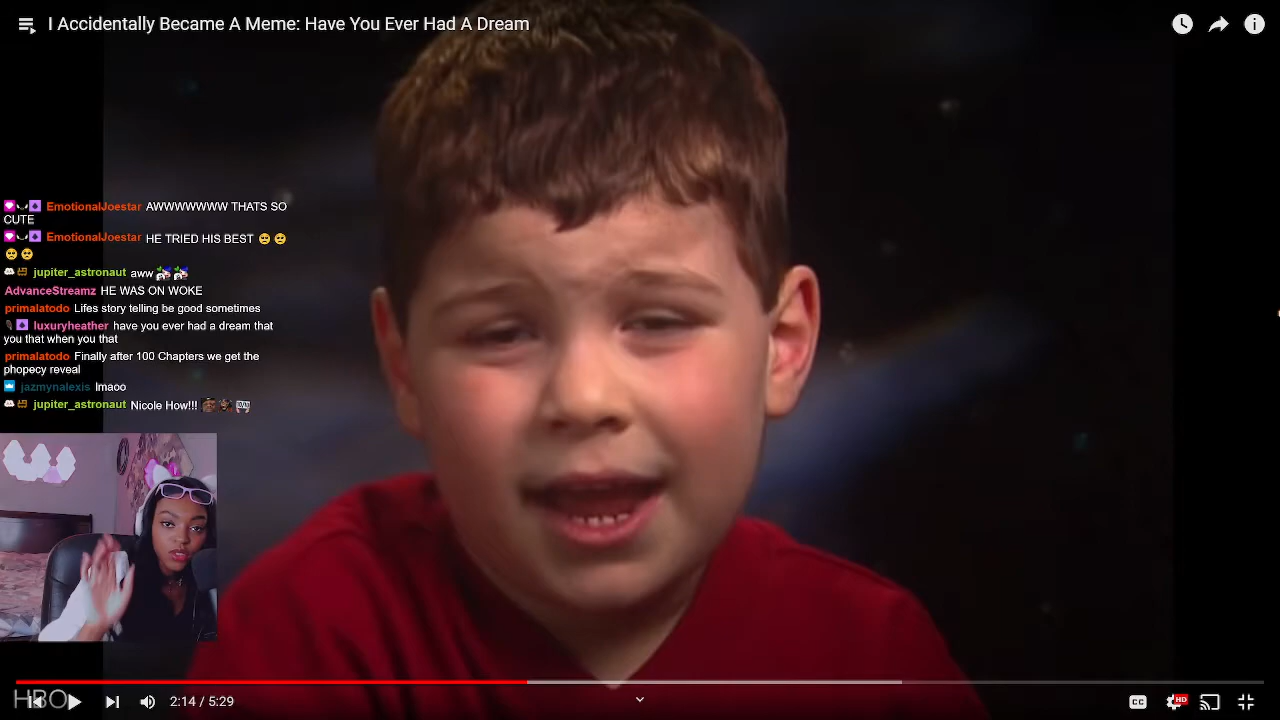 I Accidentally Became A Meme: Have You Ever Had A Dream
EmotionalJoestar AWWWWWWW THATS SO
CUTE
EmotionalJoestar HE TRIED HIS BEST
jupiter_astronaut aww
AdvanceStreamz HE WAS ON WOKE
primalatodo Lifes story telling be good sometimes
luxuryheather have you ever had a dream that
you that when you that
primalatodo Finally after 100 Chapters we get the
phopecy reveal
jazmynalexis lmaoo
jupiter_astronaut Nicole How!!!
HBO
2:14 / 5:29
CC
HD